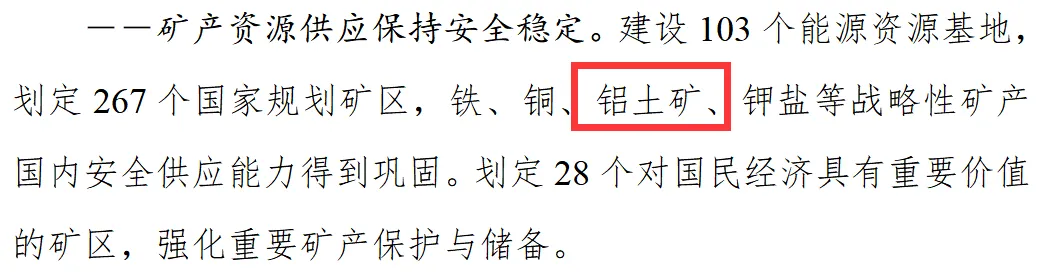 ——矿产资源供应保持安全稳定。建设 103 个能源资源基地，
划定 267 个国家规划矿区，铁、铜、铝土矿、钾盐等战略性矿产
国内安全供应能力得到巩固。划定 28 个对国民经济具有重要价值
的矿区，强化重要矿产保护与储备。